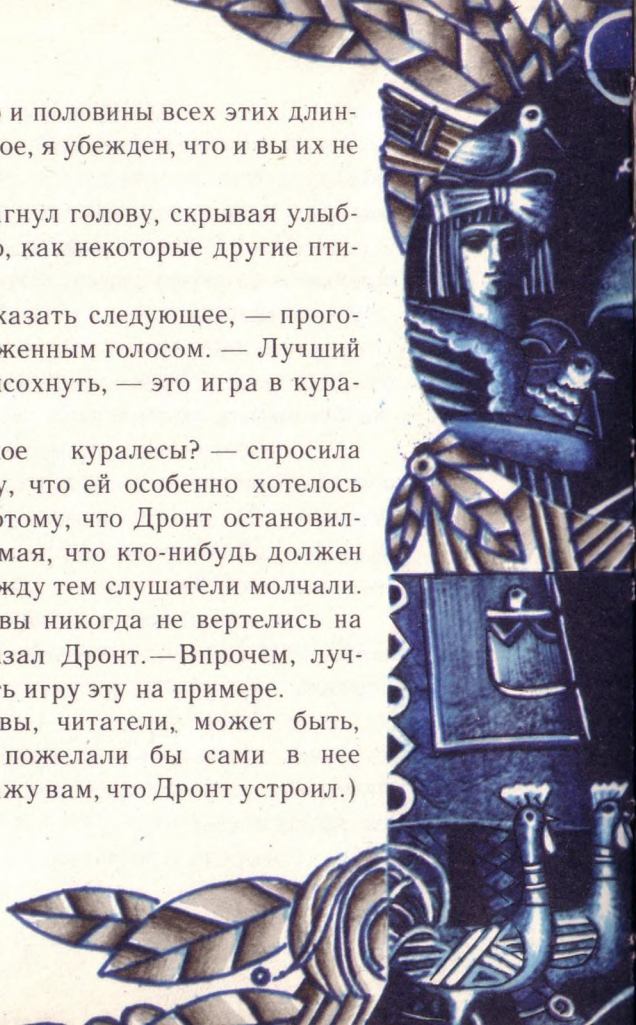 и половины всех этих длин-
ое, я убежден, что и вы их не
гнул голову, скрывая улыб-
о, как некоторые другие пти-
казать следующее, — прого-
женным голосом. — Лучший
сохнуть, — это игра в кура-
ое куралесы? — спросила
у, что ей особенно хотелось
отому, что Дронт остановил-
мая, что кто-нибудь должен
жду тем слушатели молчали.
вы никогда не вертелись на
зал Дронт.—Впрочем, луч-
ь игру эту на примере.
вы, читатели, может быть,
пожелали бы сами в нее
жу вам, что Дронт устроил.)